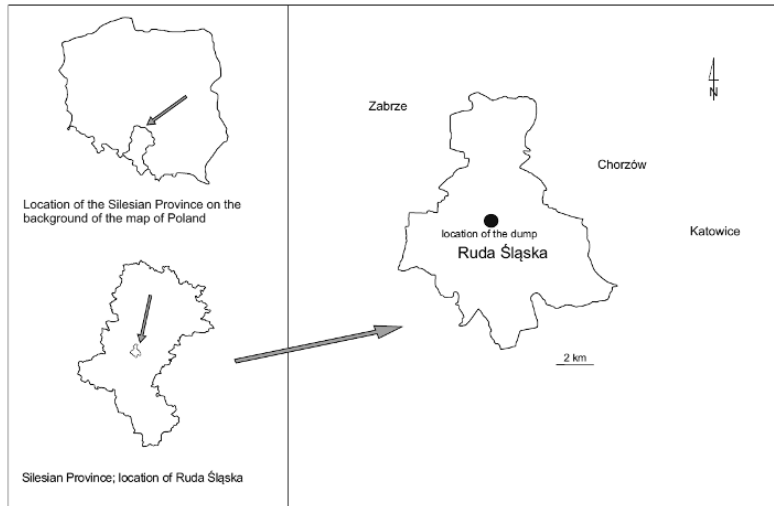 Location of the Silesian Province on the
background of the map of Poland
Silesian Province; location of Ruda Śląska
Zabrze
N
Chorzów
Katowice
location of the dump
Ruda Śląska
2 km